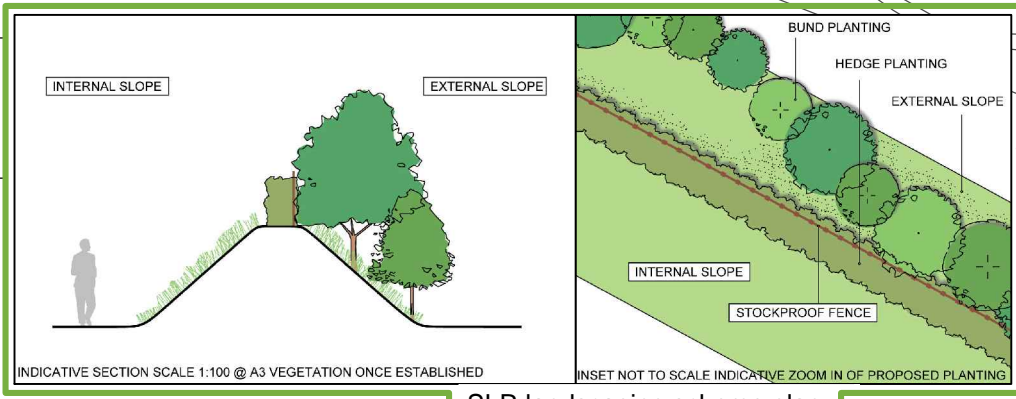 INTERNAL SLOPE
EXTERNAL SLOPE
INDICATIVE SECTION SCALE 1:100 @ A3 VEGETATION ONCE ESTABLISHED
BUND PLANTING
HEDGE PLANTING
EXTERNAL SLOPE
INTERNAL SLOPE
STOCKPROOF FENCE
INSET NOT TO SCALE INDICATIVE ZOOM IN OF PROPOSED PLANTING